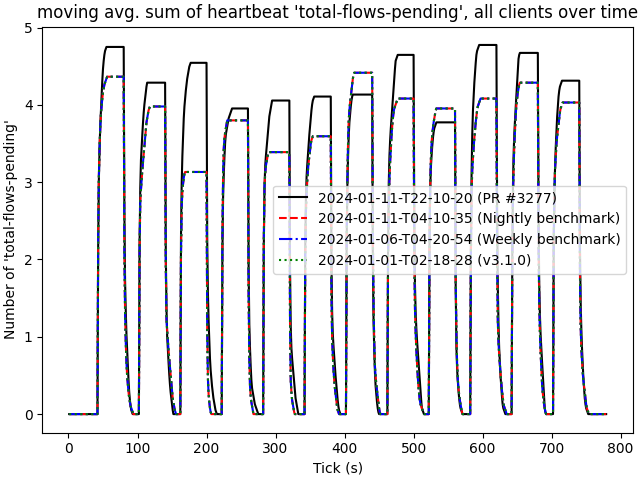 moving avg. sum of heartbeat 'total-flows-pending', all clients over time
Number of 'total-flows-pending'
5
4
3
2
1
0
2024-01-11-T22-10-20 (PR #3277)
2024-01-11-T04-10-35 (Nightly benchmark)
2024-01-06-T04-20-54 (Weekly benchmark)
2024-01-01-T02-18-28 (v3.1.0)
0 100 200 300 400 500 600 700 800
Tick (s)